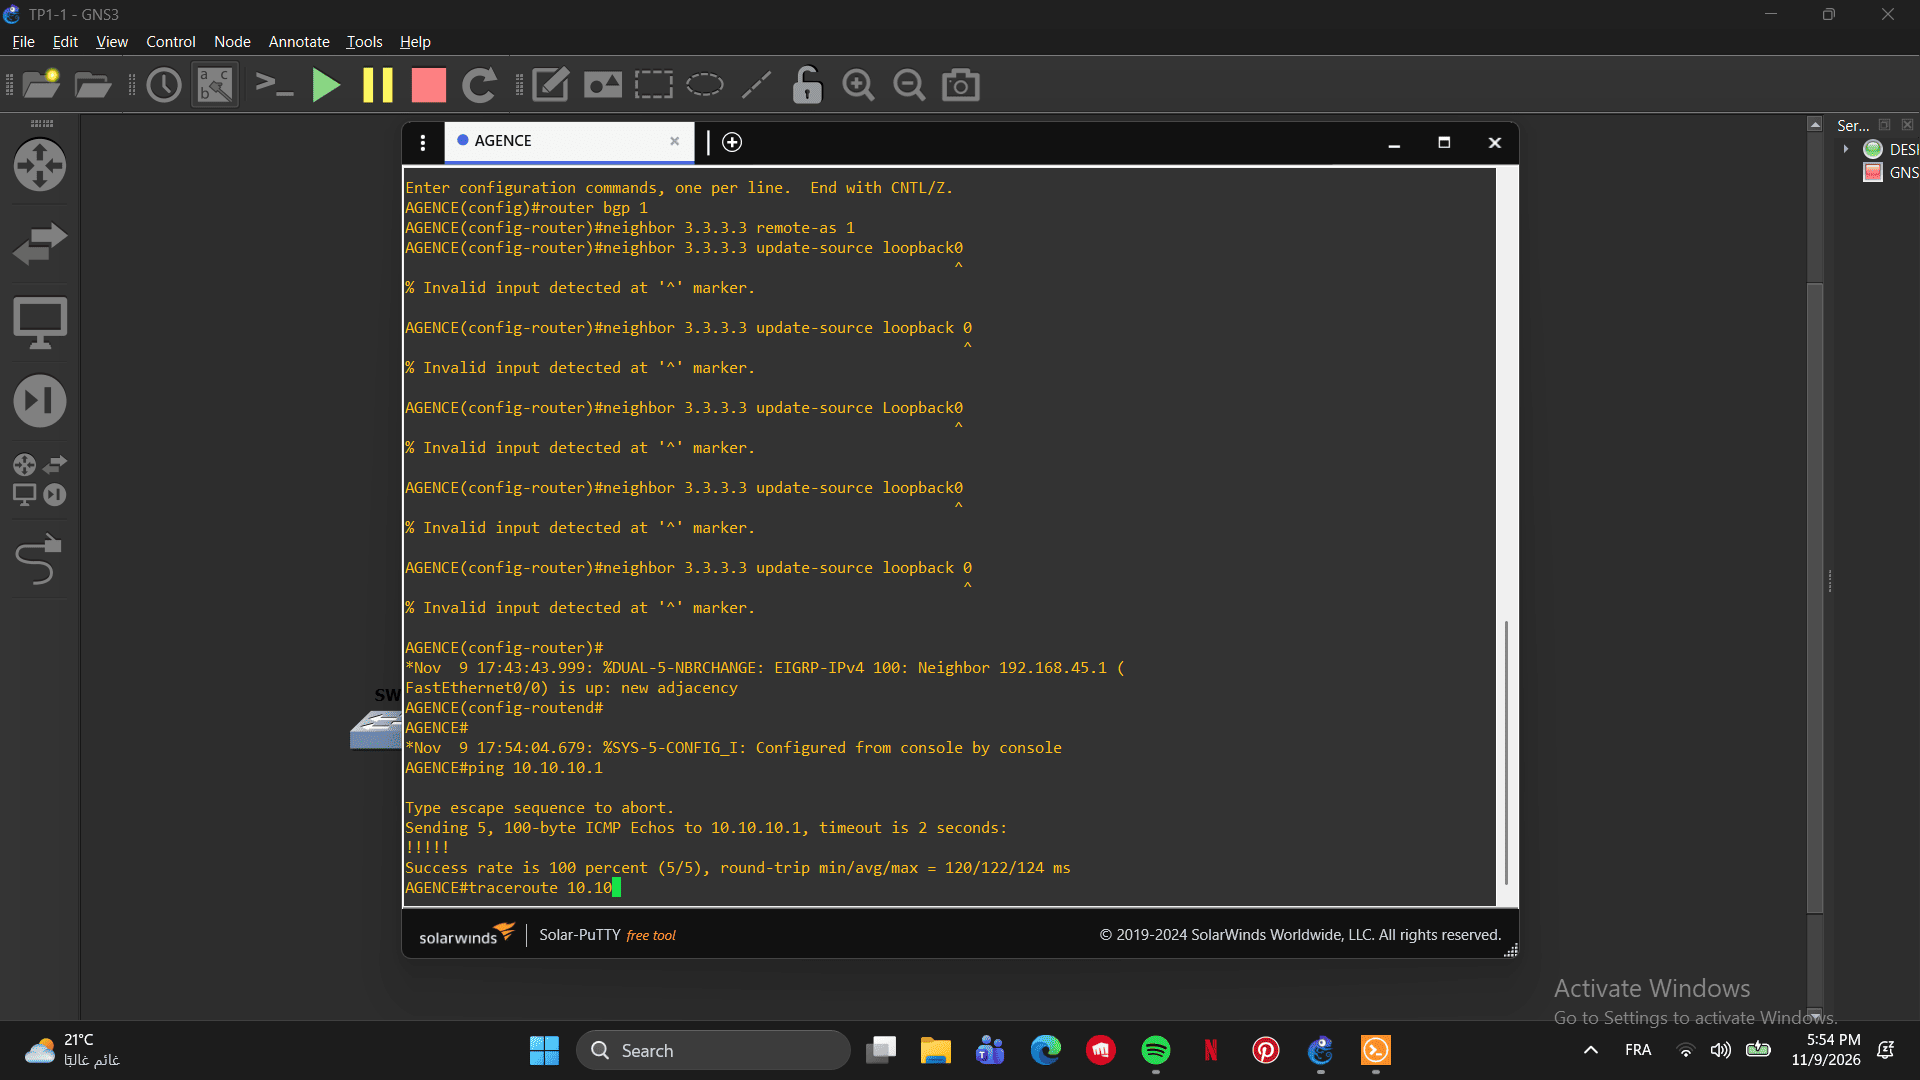 TP1-1 - GNS3
File Edit View Control Node Annotate Tools Help
a c
b
AGENCE
Ser...
DESI
GNS
Enter configuration commands, one per line.  End with CNTL/Z.
AGENCE(config)#router bgp 1
AGENCE(config-router)#neighbor 3.3.3.3 remote-as 1
AGENCE(config-router)#neighbor 3.3.3.3 update-source loopback0
^
% Invalid input detected at '^' marker.
AGENCE(config-router)#neighbor 3.3.3.3 update-source loopback 0
^
% Invalid input detected at '^' marker.
AGENCE(config-router)#neighbor 3.3.3.3 update-source Loopback0
^
% Invalid input detected at '^' marker.
AGENCE(config-router)#neighbor 3.3.3.3 update-source loopback0
^
% Invalid input detected at '^' marker.
AGENCE(config-router)#neighbor 3.3.3.3 update-source loopback 0
^
% Invalid input detected at '^' marker.
AGENCE(config-router)#
*Nov  9 17:43:43.999: %DUAL-5-NBRCHANGE: EIGRP-IPv4 100: Neighbor 192.168.45.1 (
FastEthernet0/0) is up: new adjacency
AGENCE(config-routend#
AGENCE#
*Nov  9 17:54:04.679: %SYS-5-CONFIG_I: Configured from console by console
AGENCE#ping 10.10.10.1
Type escape sequence to abort.
Sending 5, 100-byte ICMP Echos to 10.10.10.1, timeout is 2 seconds:
!!!!!
Success rate is 100 percent (5/5), round-trip min/avg/max = 120/122/124 ms
AGENCE#traceroute 10.10
SW
solarwinds Solar-PuTTY free tool © 2019-2024 SolarWinds Worldwide, LLC. All rights reserved.
Activate Windows
Go to Settings to activate Windows.
21°C
غائم غالبًا
Search
FRA
5:54 PM
11/9/2026